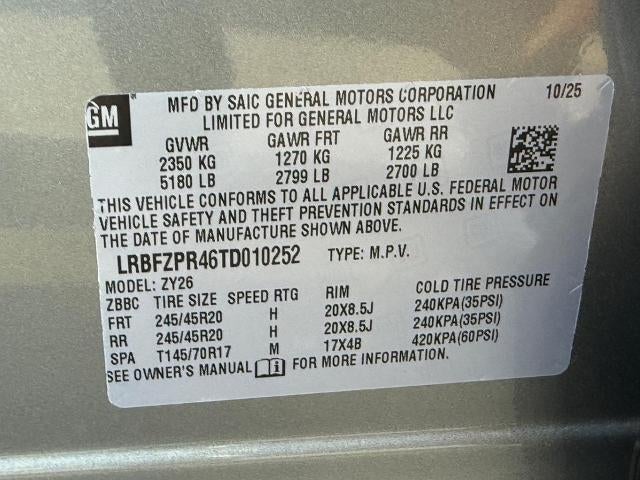 GM
MFD BY SAIC GENERAL MOTORS CORPORATION 10/25
LIMITED FOR GENERAL MOTORS LLC
GVWR GAWR FRT GAWR RR
2350 KG 1270 KG 1225 KG
5180 LB 2799 LB 2700 LB
THIS VEHICLE CONFORMS TO ALL APPLICABLE U.S. FEDERAL MOTOR
VEHICLE SAFETY AND THEFT PREVENTION STANDARDS IN EFFECT ON
THE DATE OF MANUFACTURE SHOWN ABOVE.
LRBFZPR46TD010252 TYPE: M.P.V.
MODEL: ZY26
ZBBC TIRE SIZE SPEED RTG RIM COLD TIRE PRESSURE
FRT 245/45R20 H 20X8.5J 240KPA(35PSI)
RR 245/45R20 H 20X8.5J 240KPA(35PSI)
SPA T145/70R17 M 17X4B 420KPA(60PSI)
SEE OWNER'S MANUAL FOR MORE INFORMATION.